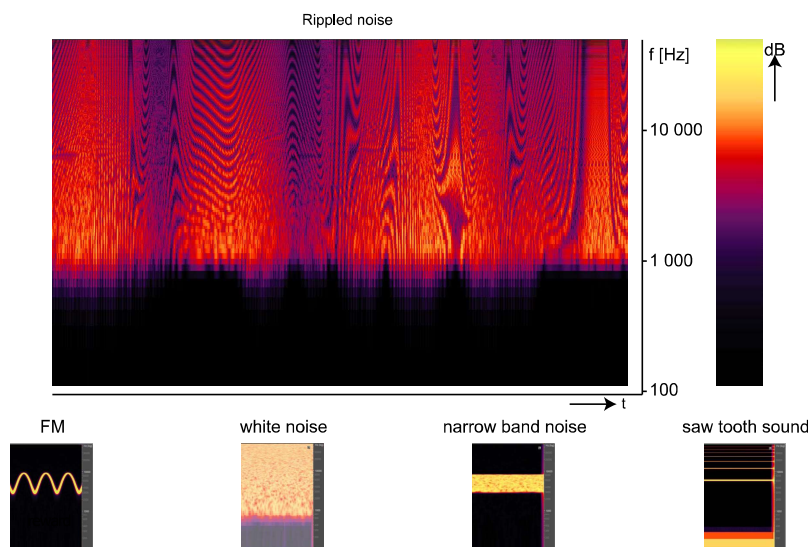 Rippled noise
f [Hz]
dB
10 000
1 000
100
t
FM
white noise
narrow band noise
saw tooth sound